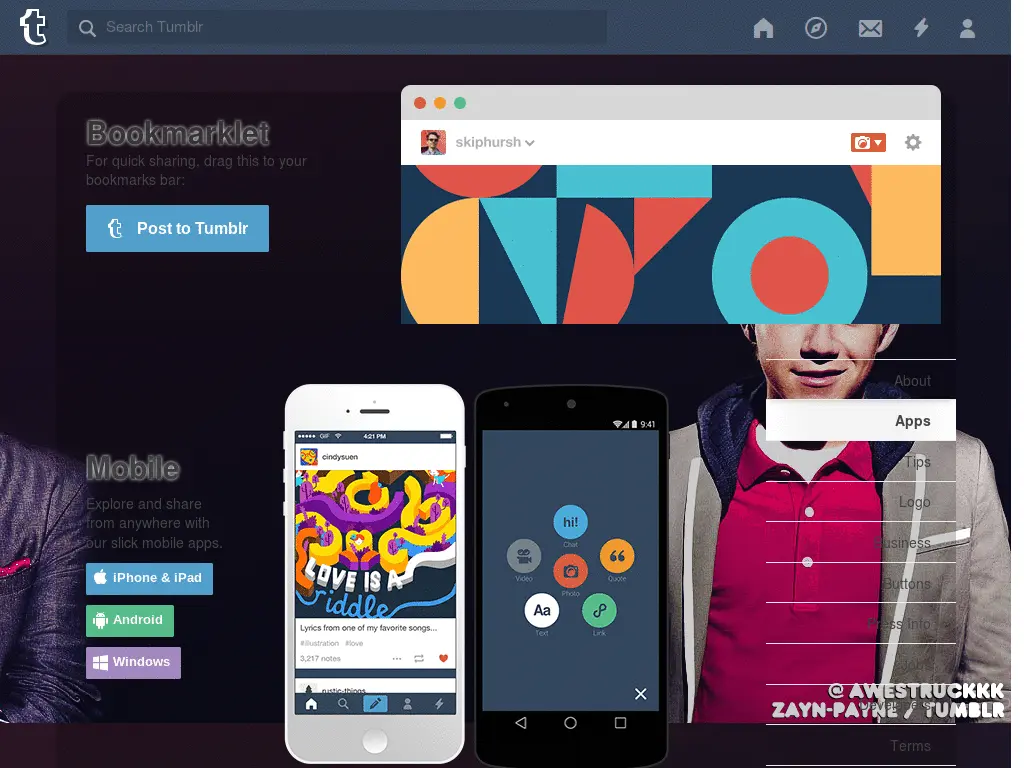 t Search Tumblr
Bookmarklet
For quick sharing, drag this to your
bookmarks bar:
Post to Tumblr
skiphursh
Mobile
Explore and share
from anywhere with
our slick mobile apps.
iPhone & iPad
Android
Windows
GIF 4:21 PM
cindysuen
LOVE IS A
riddle
Lyrics from one of my favorite songs...
#illustration #love
3,217 notes
rustic-things
9:41
hi!
Chat
Video
Photo
Quote
Aa
Text
Link
About
Apps
Tips
Logo
Business
Buttons
Press Info
Jobs
Developers
Terms
@ AWESTRUCKKK
ZAYN-PAYNE / TUMBLR